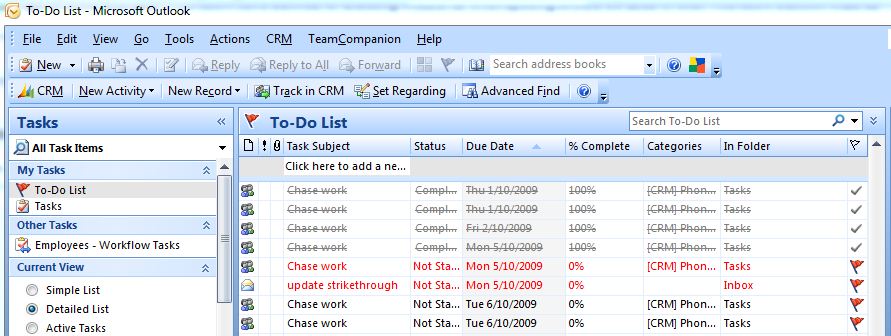 To-Do List - Microsoft Outlook
File Edit View Go Tools Actions CRM TeamCompanion Help
New Reply Reply to All Forward Search address books
CRM New Activity New Record Track in CRM Set Regarding Advanced Find
Tasks «
All Task Items
My Tasks
To-Do List
Tasks
Other Tasks
Employees - Workflow Tasks
Current View
Simple List
Detailed List
Active Tasks
To-Do List Search To-Do List
! Task Subject Status Due Date % Complete Categories In Folder
Click here to add a ne...
Chase work Compl... Thu 1/10/2009 100% [CRM] Phon... Tasks
Chase work Compl... Thu 1/10/2009 100% [CRM] Phon... Tasks
Chase work Compl... Fri 2/10/2009 100% [CRM] Phon... Tasks
Chase work Compl... Mon 5/10/2009 100% [CRM] Phon... Tasks
Chase work Not Sta... Mon 5/10/2009 0% [CRM] Phon... Tasks
update strikethrough Not Sta... Mon 5/10/2009 0% Inbox
Chase work Not Sta... Tue 6/10/2009 0% [CRM] Phon... Tasks
Chase work Not Sta... Tue 6/10/2009 0% [CRM] Phon... Tasks